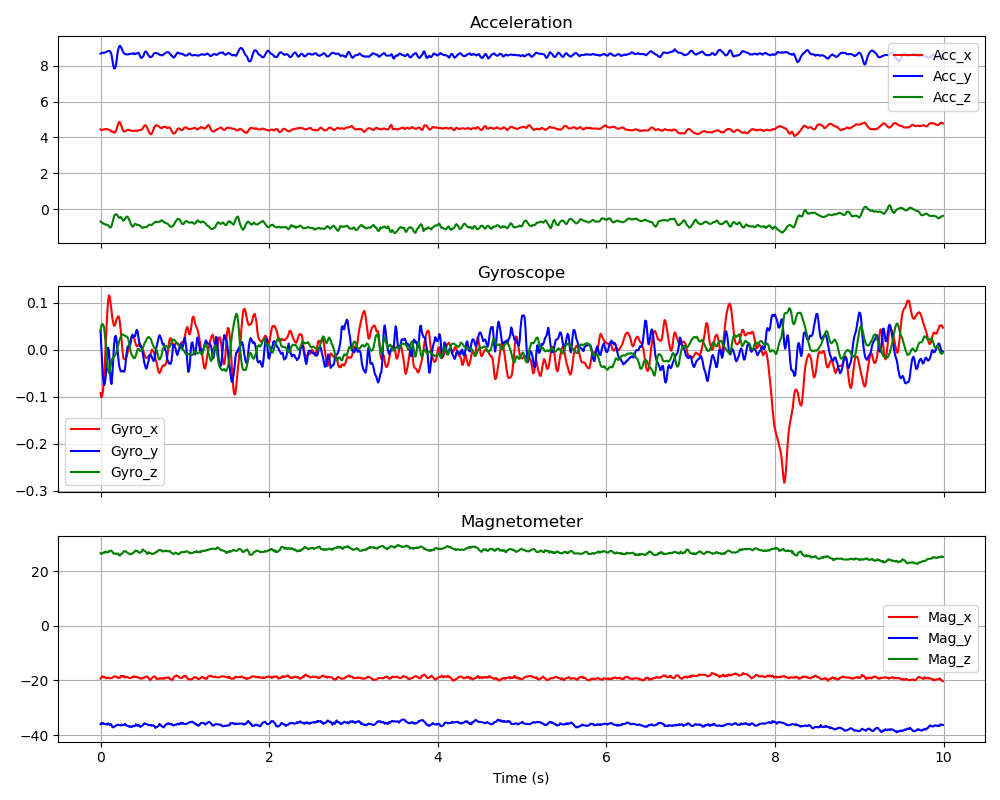 Acceleration
8
6
4
2
0
Acc_x
Acc_y
Acc_z
Gyroscope
0.1
0.0
−0.1
−0.2
−0.3
Gyro_x
Gyro_y
Gyro_z
Magnetometer
20
0
−20
−40
Mag_x
Mag_y
Mag_z
0 2 4 6 8 10
Time (s)